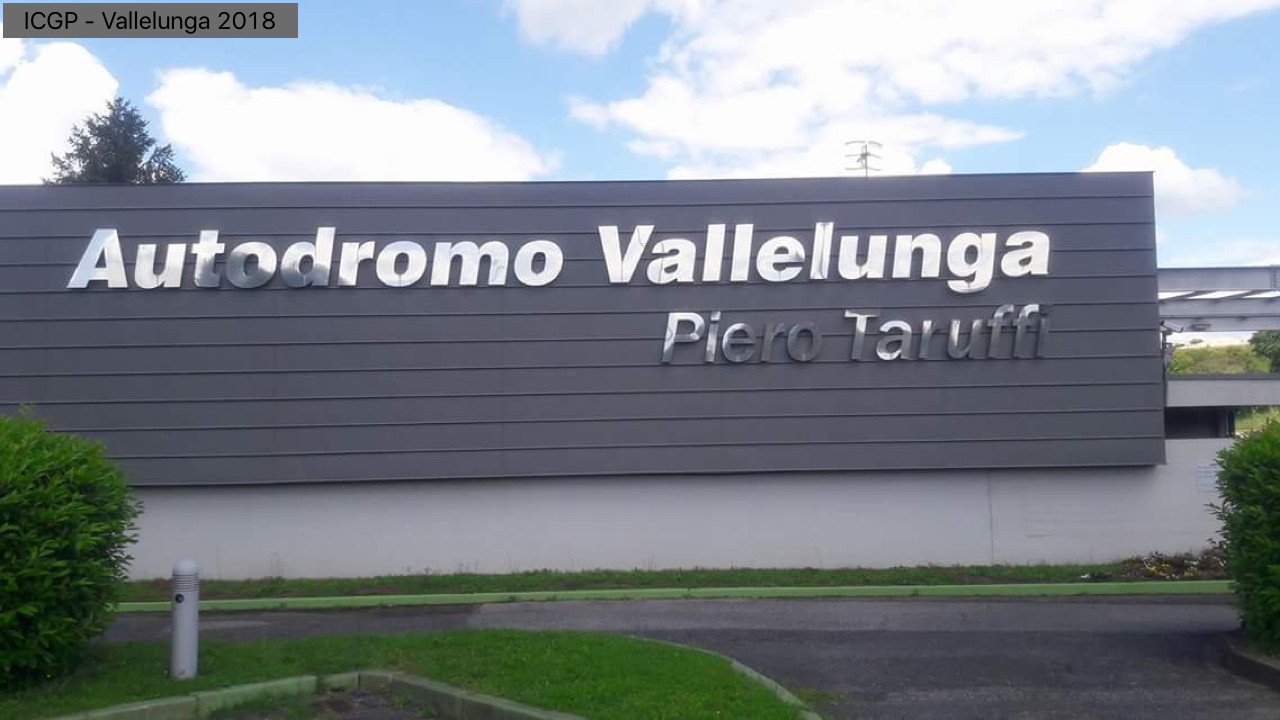 ICGP - Vallelunga 2018
Autodromo Vallelunga
Piero Taruffi